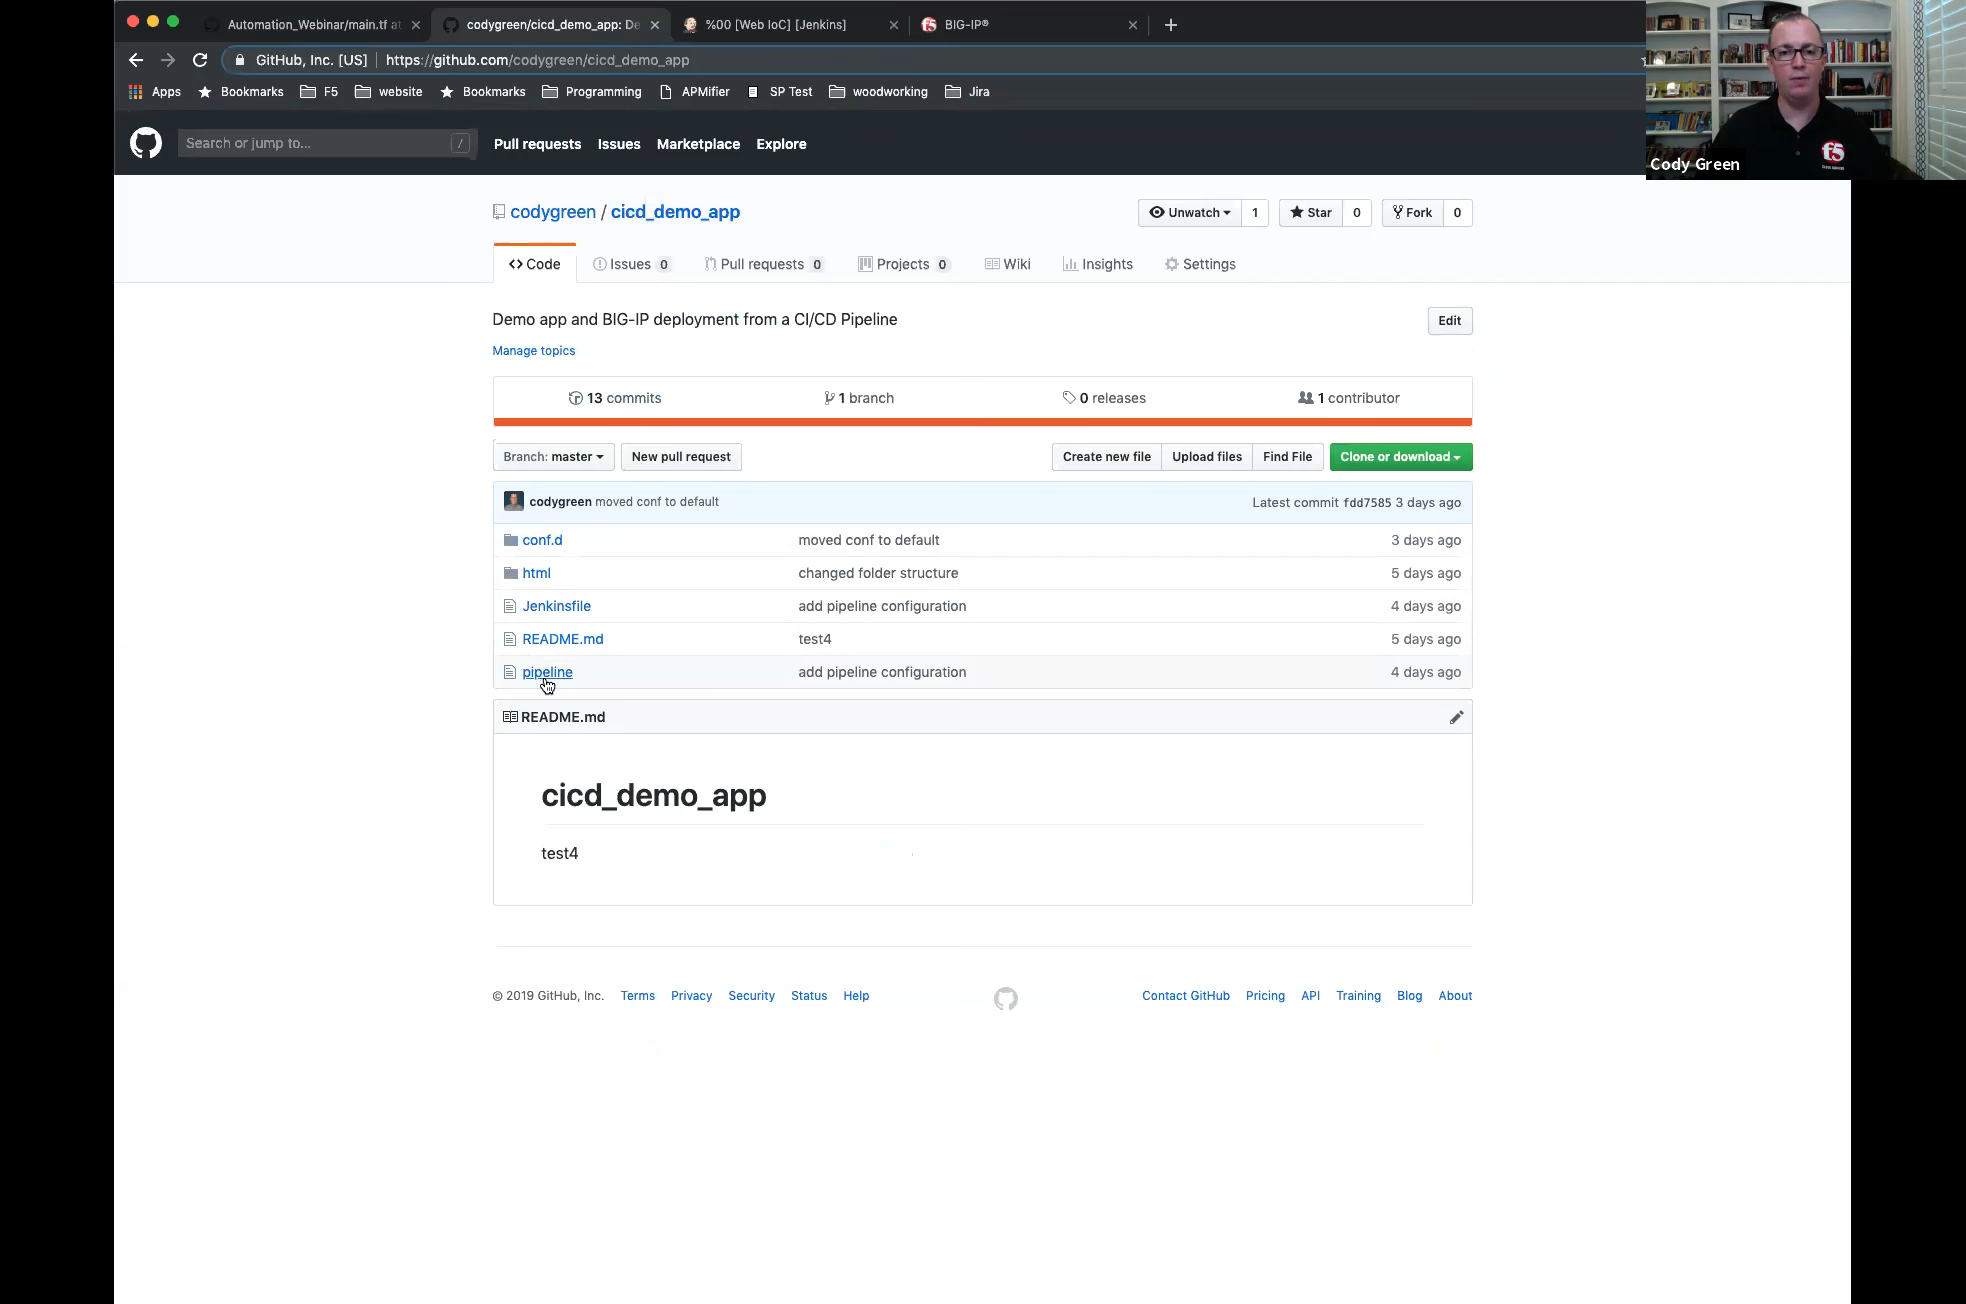 Automation_Webinar/main.tf at
codygreen/cicd_demo_app: De
%00 [Web IoC] [Jenkins]
BIG-IP®
GitHub, Inc. [US] https://github.com/codygreen/cicd_demo_app
Apps Bookmarks F5 website Bookmarks Programming APMifier SP Test woodworking Jira
f5
Cody Green
Search or jump to... /
Pull requests Issues Marketplace Explore
codygreen / cicd_demo_app
Unwatch 1 Star 0 Fork 0
Code Issues 0 Pull requests 0 Projects 0 Wiki Insights Settings
Demo app and BIG-IP deployment from a CI/CD Pipeline
Edit
Manage topics
13 commits 1 branch 0 releases 1 contributor
Branch: master New pull request Create new file Upload files Find File Clone or download
codygreen moved conf to default Latest commit fdd7585 3 days ago
conf.d moved conf to default 3 days ago
html changed folder structure 5 days ago
Jenkinsfile add pipeline configuration 4 days ago
README.md test4 5 days ago
pipeline add pipeline configuration 4 days ago
README.md
cicd_demo_app
test4
© 2019 GitHub, Inc. Terms Privacy Security Status Help Contact GitHub Pricing API Training Blog About